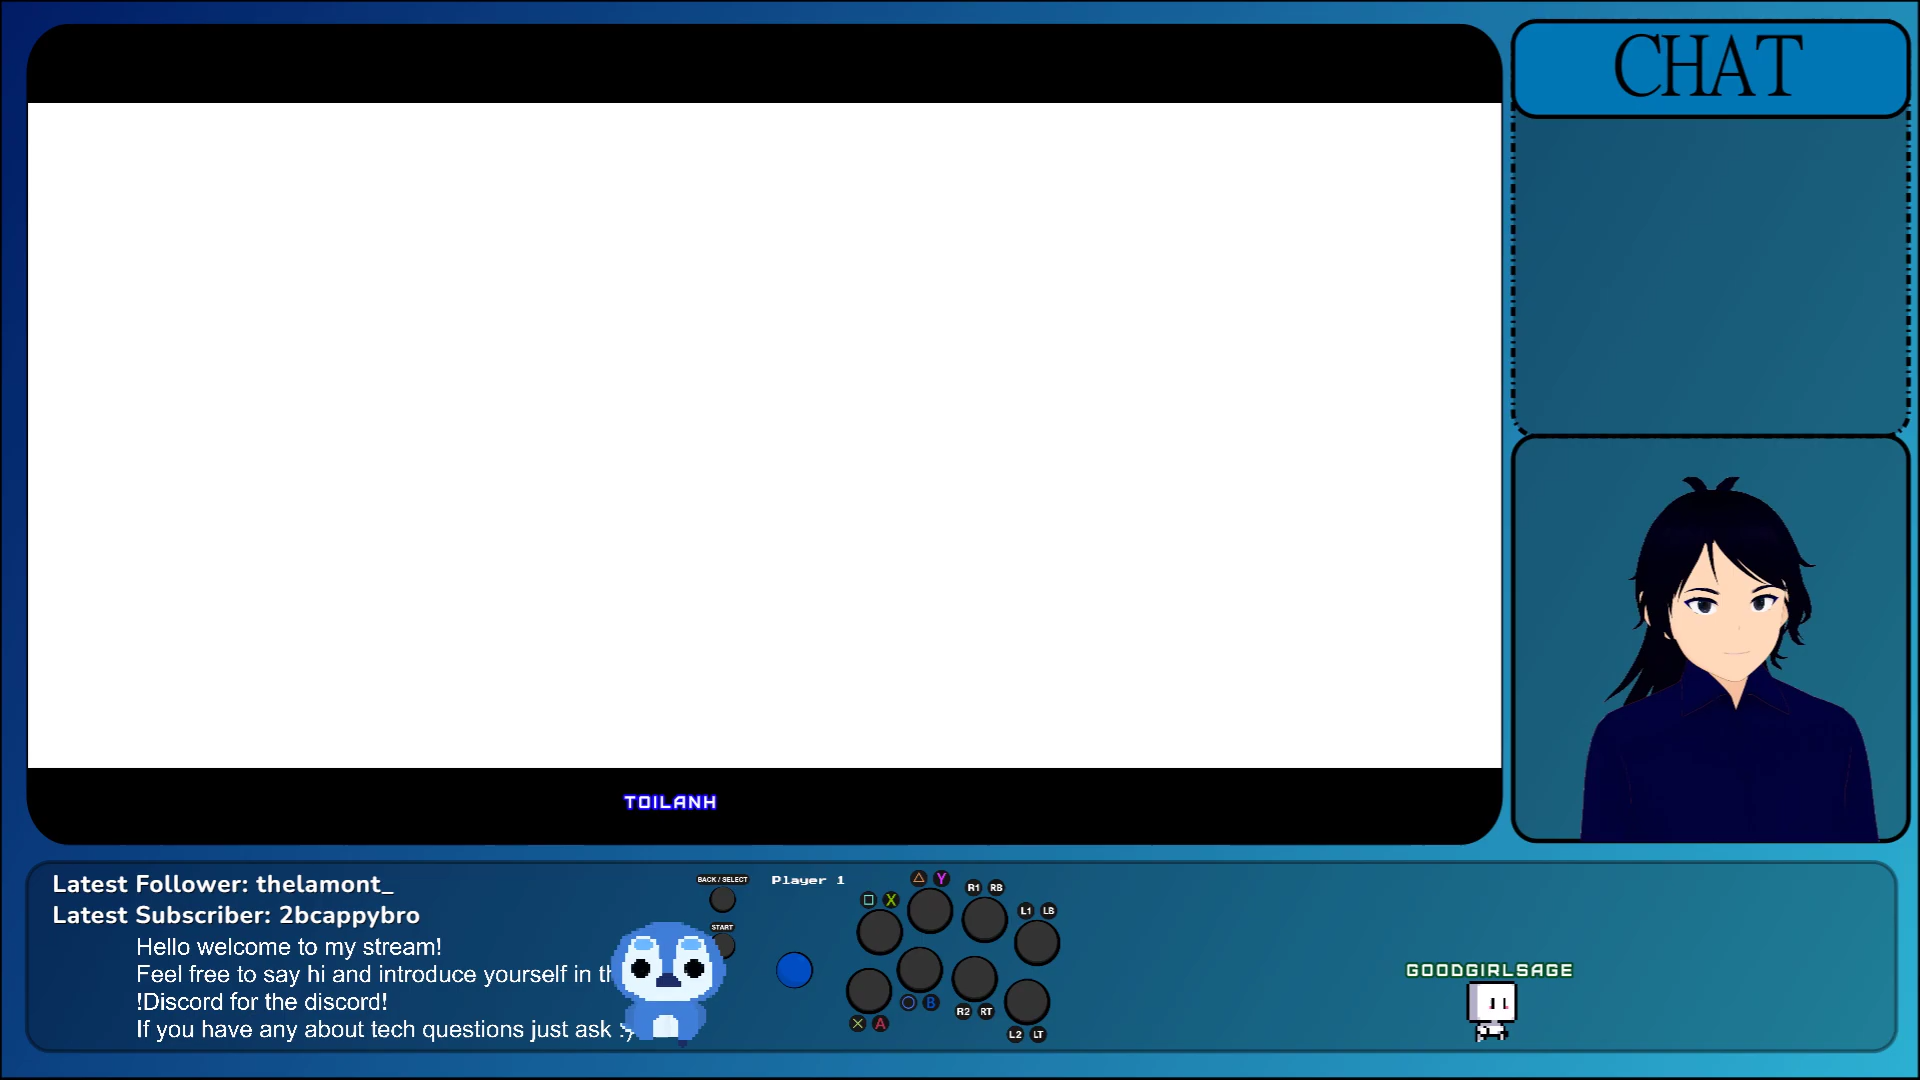 CHAT
TOILANH
Latest Follower: thelamont_
Latest Subscriber: 2bcappybro
Hello welcome to my stream!
Feel free to say hi and introduce yourself in
!Discord for the discord!
If you have any about tech questions just ask
BACK / SELECT
START
Player 1
X
Y
R1 RB
L1 LB
A
B
R2 RT
L2 LT
GOODGIRLSAGE